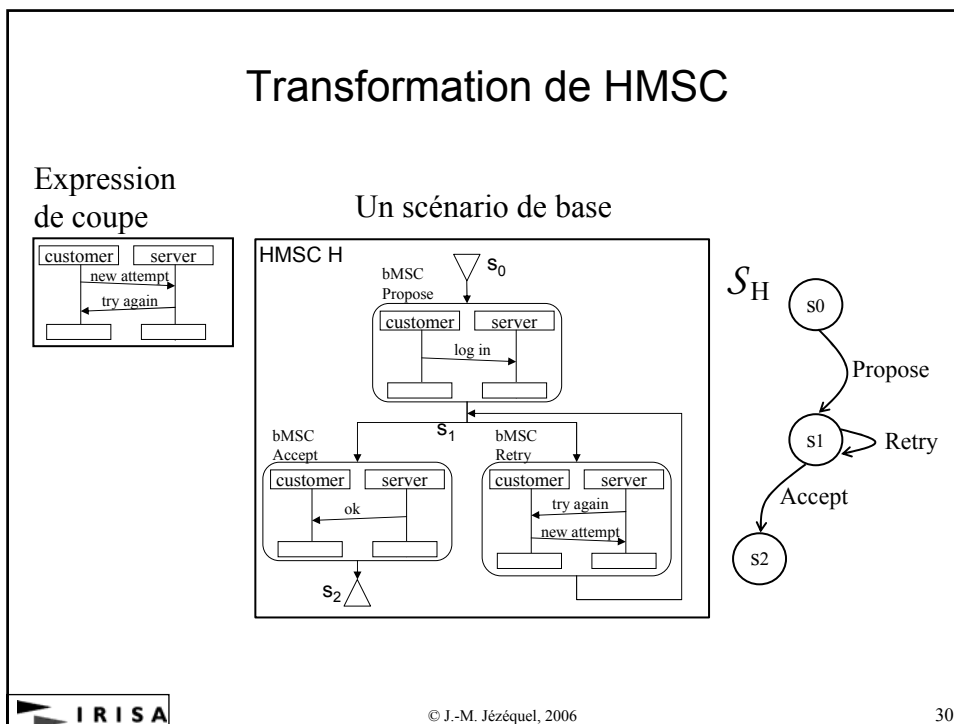 Transformation de HMSC
Expression
de coupe
customer
server
new attempt
try again
Un scénario de base
HMSC H
s0
bMSC
Propose
customer
server
log in
s1
bMSC
Accept
customer
server
ok
s2
bMSC
Retry
customer
server
try again
new attempt
SH
s0
Propose
s1
Retry
Accept
s2
IRISA
© J.-M. Jézéquel, 2006
30